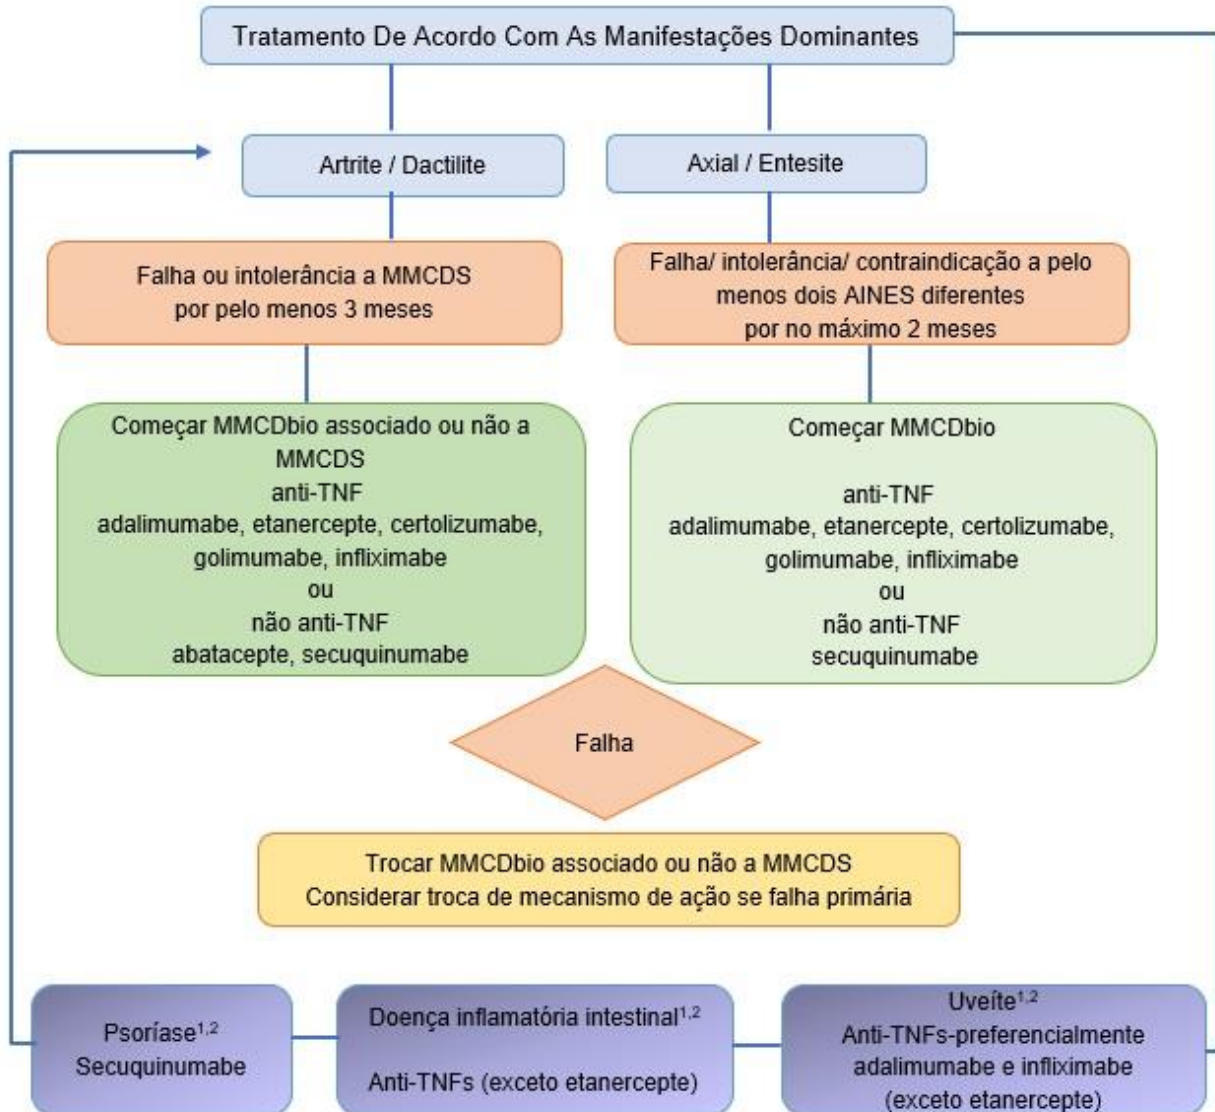 Tratamento De Acordo Com As Manifestações Dominantes
Artrite / Dactilite
Axial / Entesite
Falha ou intolerância a MMCDS
por pelo menos 3 meses
Falha/ intolerância/ contraindicação a pelo
menos dois AINES diferentes
por no máximo 2 meses
Começar MMCDbio associado ou não a
MMCDS
anti-TNF
adalimumabe, etanercepte, certolizumabe,
golimumabe, infliximabe
ou
não anti-TNF
abatacepte, secuquinumabe
Começar MMCDbio
anti-TNF
adalimumabe, etanercepte, certolizumabe,
golimumabe, infliximabe
ou
não anti-TNF
secuquinumabe
Falha
Trocar MMCDbio associado ou não a MMCDS
Considerar troca de mecanismo de ação se falha primária
Psoríase¹,²
Secuquinumabe
Doença inflamatória intestinal¹,²
Anti-TNFs (exceto etanercepte)
Uveíte¹,²
Anti-TNFs-preferencialmente
adalimumabe e infliximabe
(exceto etanercepte)